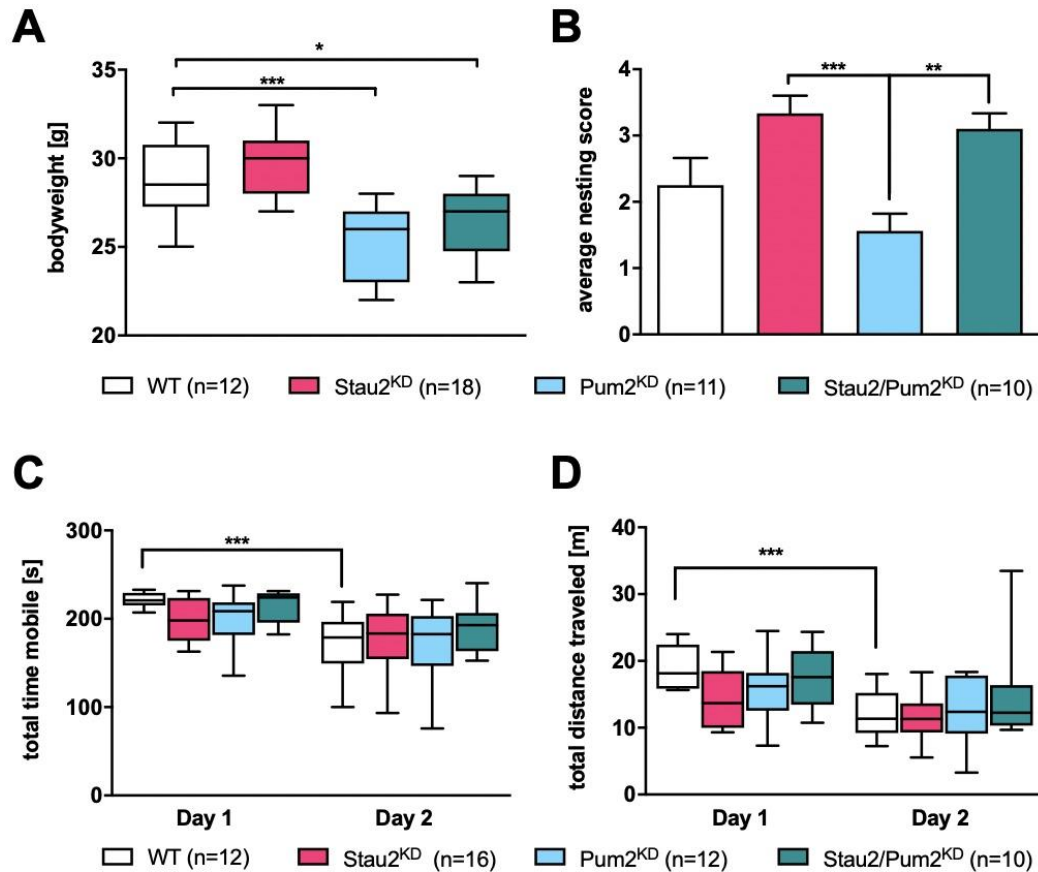 A
B
*
***
*** **
35
30
25
20
bodyweight [g]
4
3
2
1
0
average nesting score
WT (n=12) Stau2ᴷᴰ (n=18) Pum2ᴷᴰ (n=11) Stau2/Pum2ᴷᴰ (n=10)
C
D
***
300
200
100
0
total time mobile [s]
Day 1 Day 2
***
40
30
20
10
0
total distance traveled [m]
Day 1 Day 2
WT (n=12) Stau2ᴷᴰ (n=16) Pum2ᴷᴰ (n=12) Stau2/Pum2ᴷᴰ (n=10)